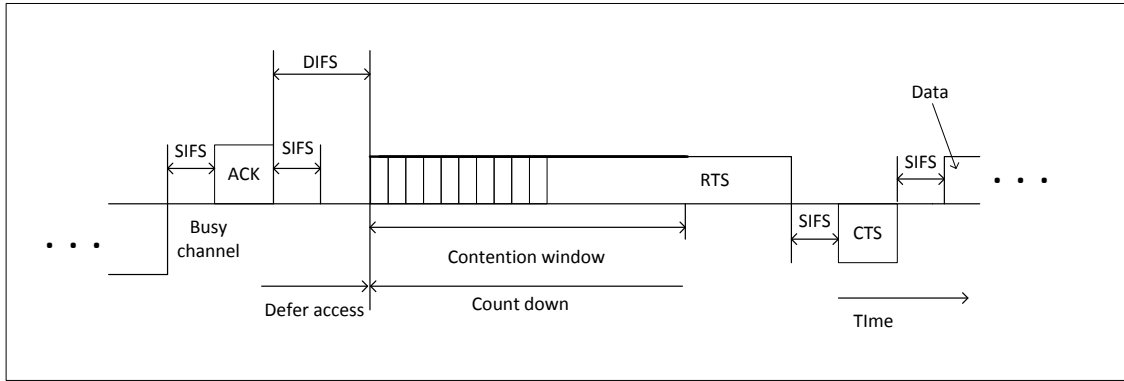 DIFS
Data
SIFS
ACK
SIFS
SIFS
RTS
. . .
. . .
Busy
channel
SIFS
CTS
Contention window
Defer access
Count down
TIme